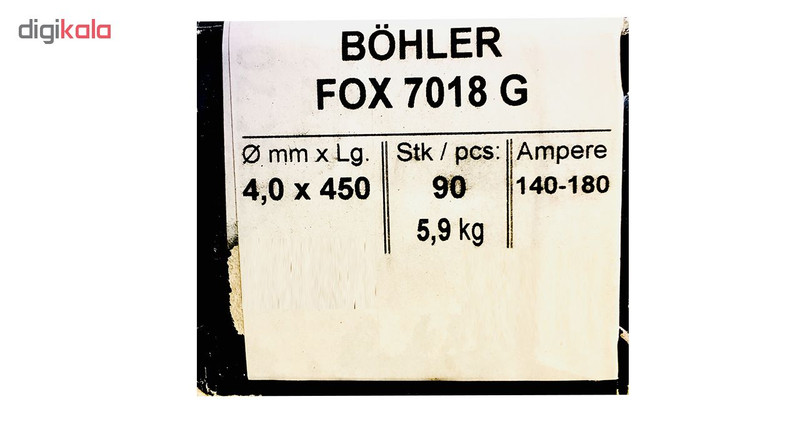 digikala
BÖHLER
FOX 7018 G
Ø mm x Lg. Stk / pcs: Ampere
4,0 x 450 90 140-180
5,9 kg